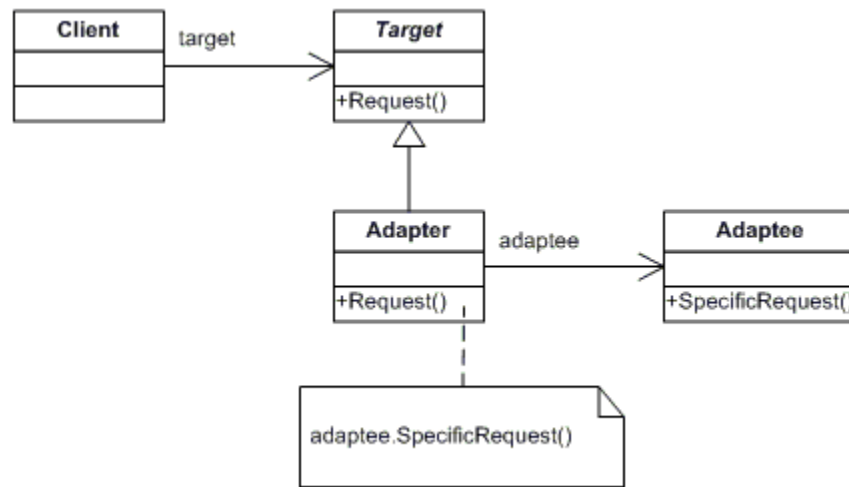 Client
target
Target
+Request()
Adapter
adaptee
Adaptee
+Request()
+SpecificRequest()
adaptee.SpecificRequest()